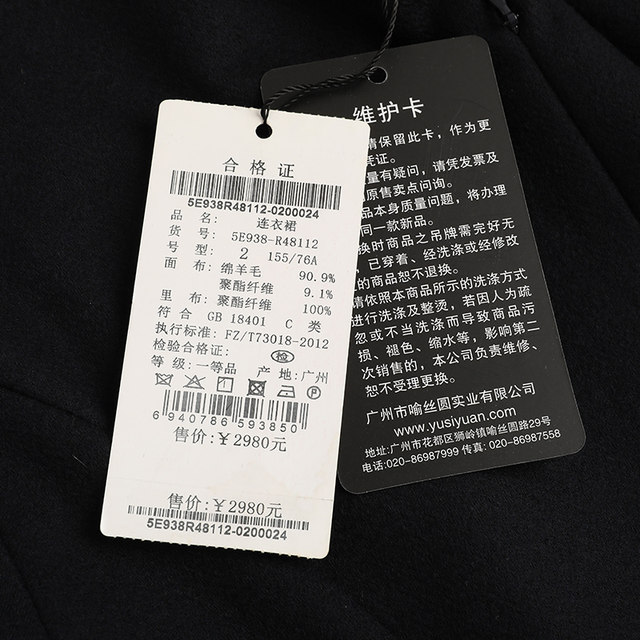 合格证
5E938R48112-0200024
品 名: 连衣裙
货 号: 5E938-R48112
号 型: 2 155/76A
面 布: 绵羊毛 90.9%
聚酯纤维 9.1%
里 布: 聚酯纤维 100%
符 合 GB 18401 C 类
执行标准: FZ/T73018-2012
检验合格证: 检
等 级: 一等品 产 地: 广州
P
6940786593850
售价: ¥2980元
售价: ¥2980元
5E938R48112-0200024
维护卡
请保留此卡，作为更
凭证。
量有疑问，请凭发票及
原售卖点问询。
品本身质量问题，将办理
同一款新品。
换时商品之吊牌需完好无
，已穿着、经洗涤或经修改
的商品恕不退换。
请依照本商品所示的洗涤方式
进行洗涤及整烫，若因人为疏
忽或不当洗涤而导致商品污
损、褪色、缩水等，影响第二
次销售的，本公司负责维修、
恕不受理更换。
广州市喻丝圆实业有限公司
www.yusiyuan.com
地址:广州市花都区狮岭镇喻丝圆路29号
电话:020-86987999 传真:020-86987558